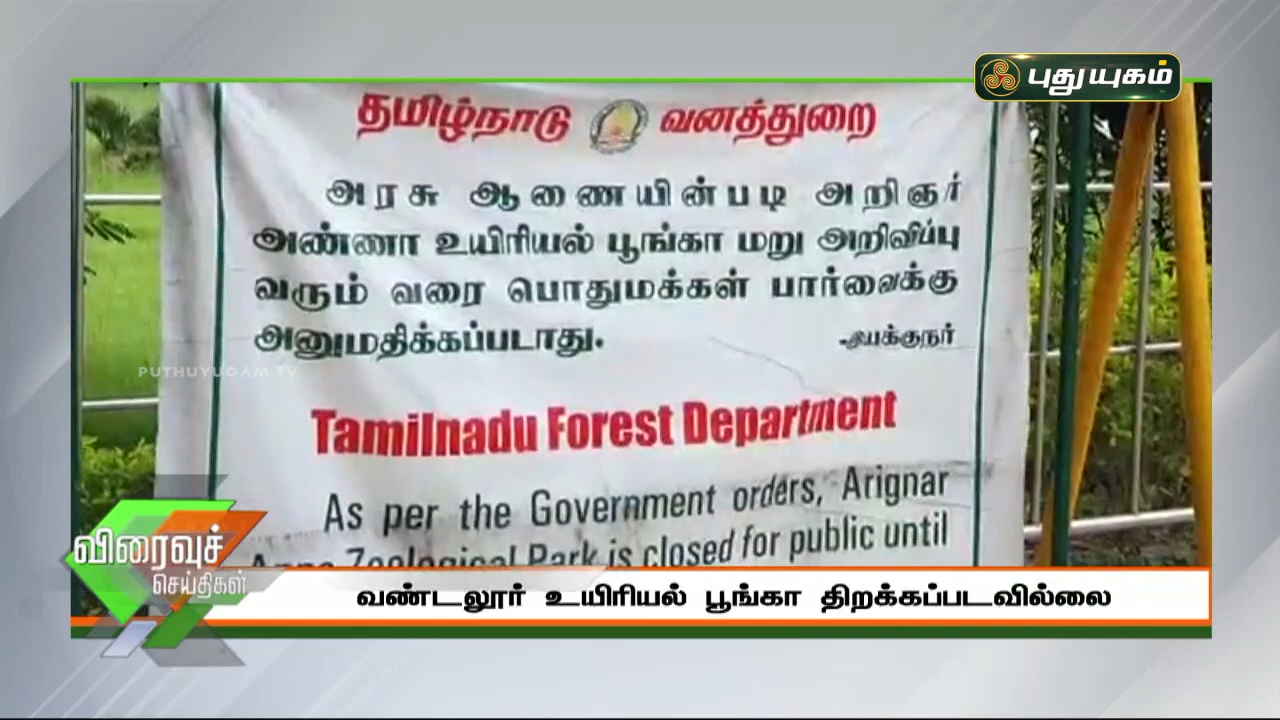 புதுயுகம்
தமிழ்நாடு வனத்துறை
அரசு ஆணையின்படி அறிஞர்
அண்ணா உயிரியல் பூங்கா மறு அறிவிப்பு
வரும் வரை பொதுமக்கள் பார்வைக்கு
அனுமதிக்கப்படாது.
-இயக்குநர்
PUTHUYUGAM TV
Tamilnadu Forest Department
As per the Government orders, Arignar
Anna Zoological Park is closed for public until
விரைவுச்
செய்திகள்
வண்டலூர் உயிரியல் பூங்கா திறக்கப்படவில்லை